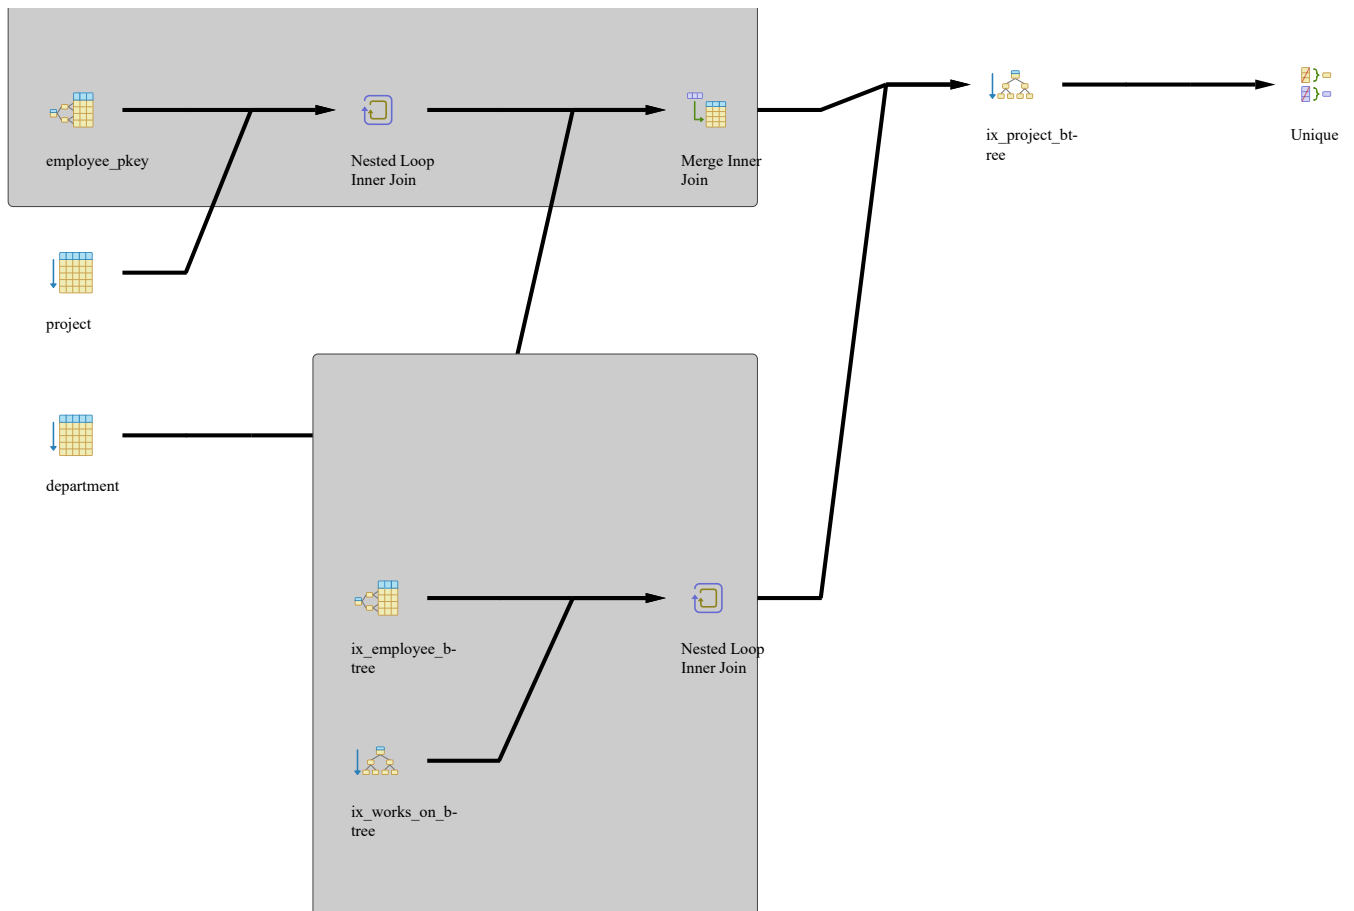 employee_pkey
Nested Loop
Inner Join
Merge Inner
Join
ix_project_bt-
ree
Unique
project
department
ix_employee_b-
tree
Nested Loop
Inner Join
ix_works_on_b-
tree